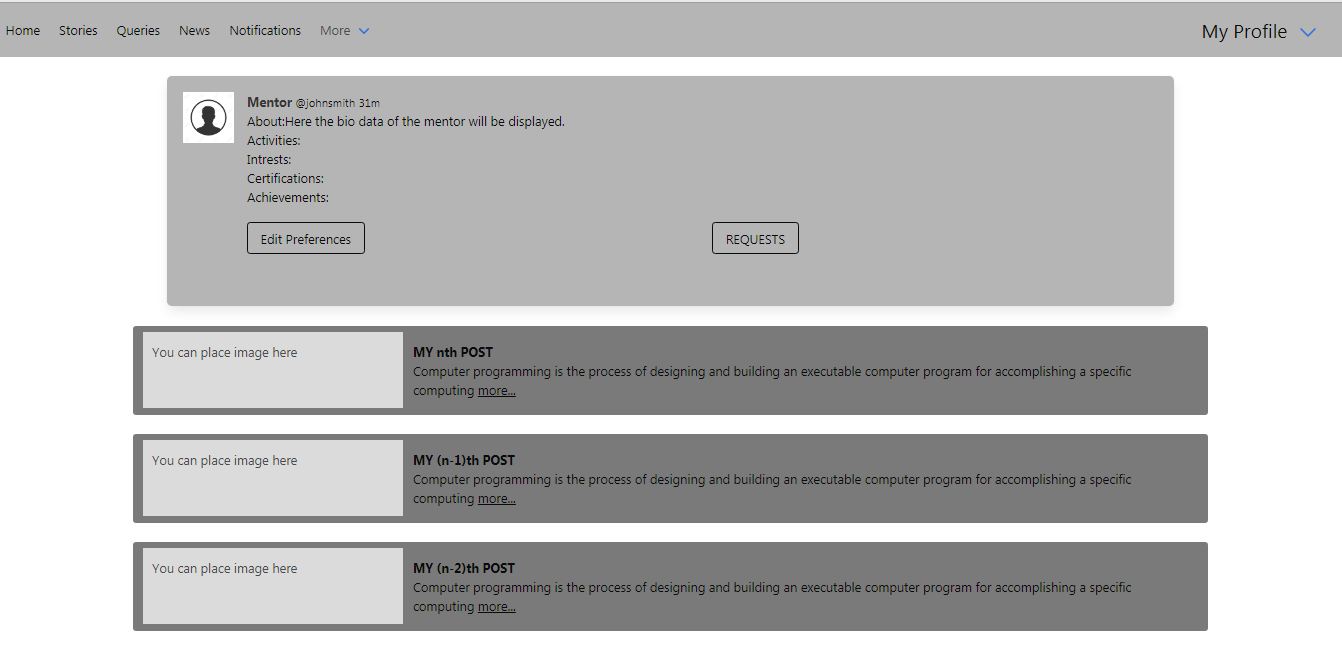 Home Stories Queries News Notifications More My Profile
Mentor @johnsmith 31m
About:Here the bio data of the mentor will be displayed.
Activities:
Intrests:
Certifications:
Achievements:
Edit Preferences REQUESTS
You can place image here
MY nth POST
Computer programming is the process of designing and building an executable computer program for accomplishing a specific
computing more...
You can place image here
MY (n-1)th POST
Computer programming is the process of designing and building an executable computer program for accomplishing a specific
computing more...
You can place image here
MY (n-2)th POST
Computer programming is the process of designing and building an executable computer program for accomplishing a specific
computing more...